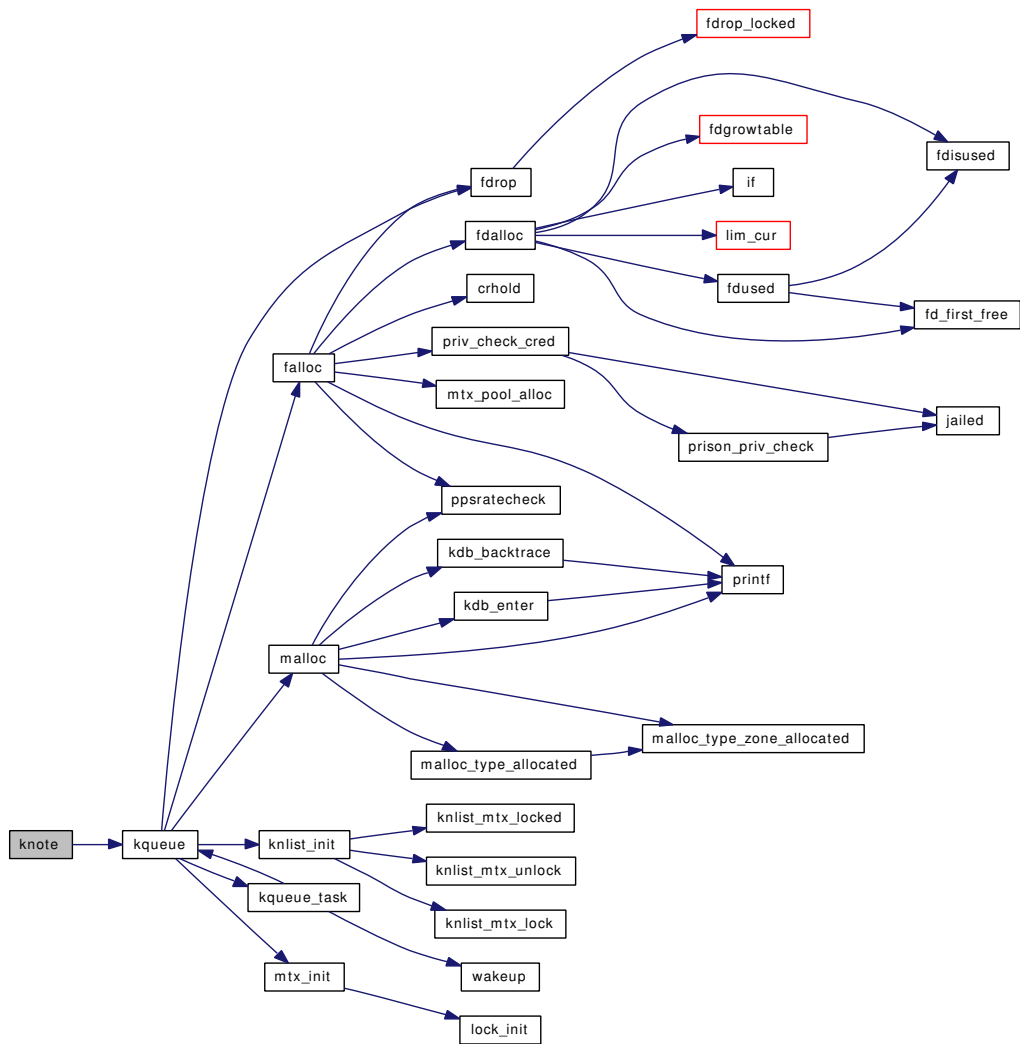 fdrop_locked
fdgrowtable
fdisused
fdrop
if
fdalloc
lim_cur
crhold
fdused
fd_first_free
priv_check_cred
falloc
mtx_pool_alloc
jailed
prison_priv_check
ppsratecheck
kdb_backtrace
printf
kdb_enter
malloc
malloc_type_zone_allocated
malloc_type_allocated
knlist_mtx_locked
knote
kqueue
knlist_init
knlist_mtx_unlock
kqueue_task
knlist_mtx_lock
mtx_init
wakeup
lock_init